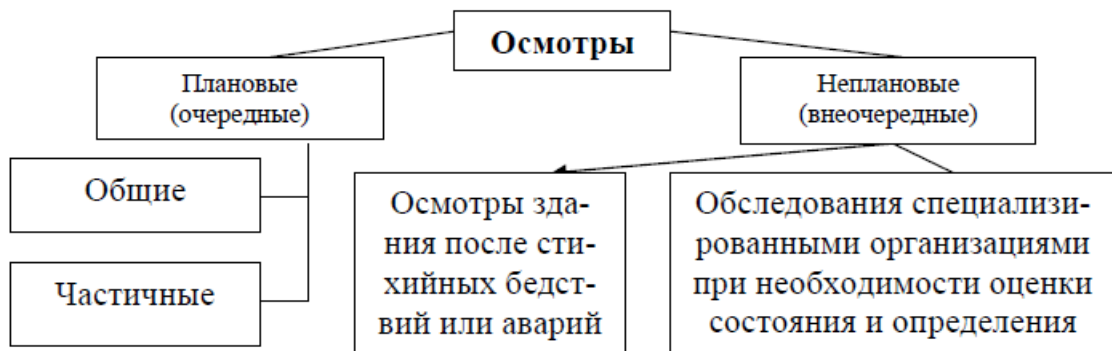 Осмотры
Плановые
(очередные)
Неплановые
(внеочередные)
Общие
Частичные
Осмотры зда-
ния после сти-
хийных бедст-
вий или аварий
Обследования специализи-
рованными организациями
при необходимости оценки
состояния и определения